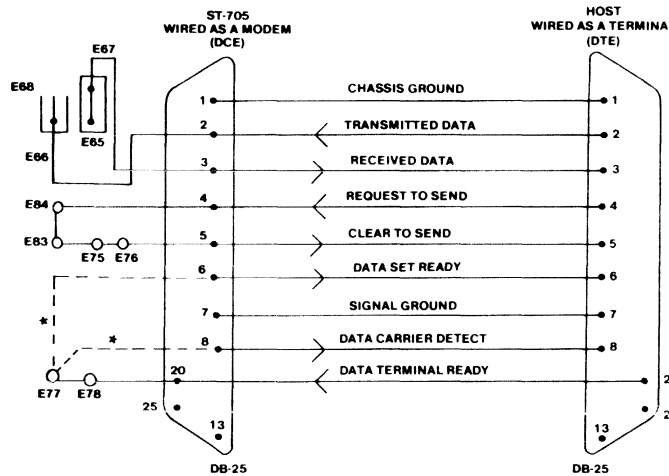 ST-705
WIRED AS A MODEM
(DCE)
HOST
WIRED AS A TERMINA
(DTE)
E67
E68
E65
E66
1 CHASSIS GROUND 1
2 TRANSMITTED DATA 2
3 RECEIVED DATA 3
E84 4 REQUEST TO SEND 4
E83 E75 E76 5 CLEAR TO SEND 5
6 DATA SET READY 6
*
7 SIGNAL GROUND 7
* 8 DATA CARRIER DETECT 8
E77 E78 20 DATA TERMINAL READY 2
25 2
13 13
DB-25 DB-25